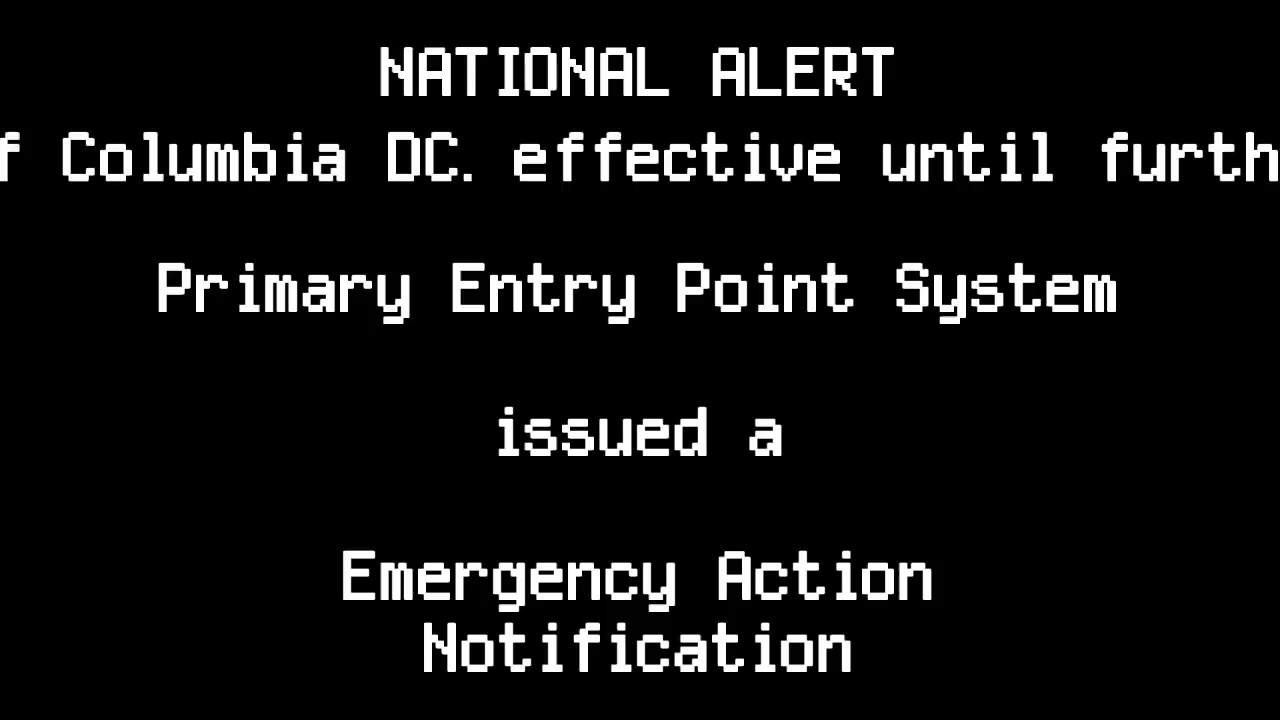 NATIONAL ALERT
f Columbia DC. effective until furth
Primary Entry Point System
issued a
Emergency Action
Notification